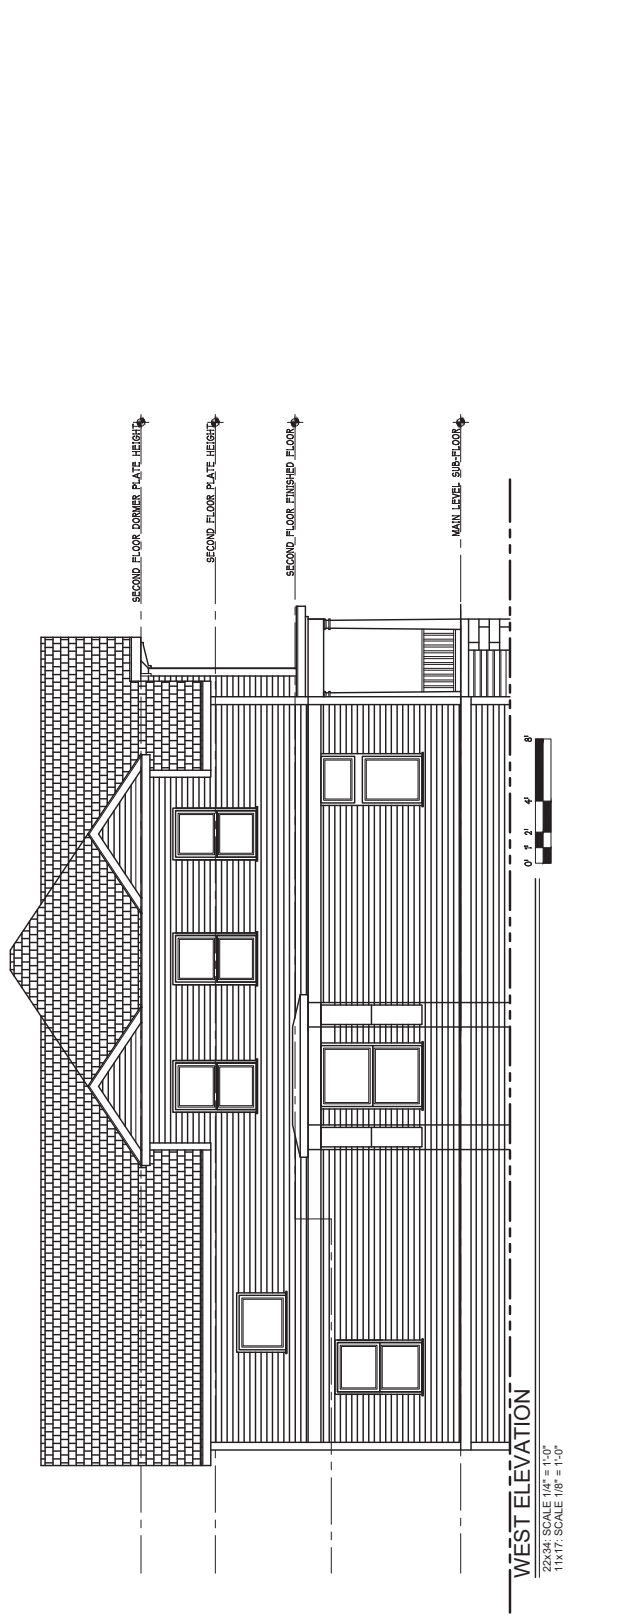 SECOND FLOOR DORMER PLATE HEIGHT
SECOND FLOOR PLATE HEIGHT
SECOND FLOOR FINISHED FLOOR
MAIN LEVEL SUB-FLOOR
0' 1' 2' 4' 8'
WEST ELEVATION
22x34: SCALE 1/4" = 1'-0"
11x17: SCALE 1/8" = 1'-0"